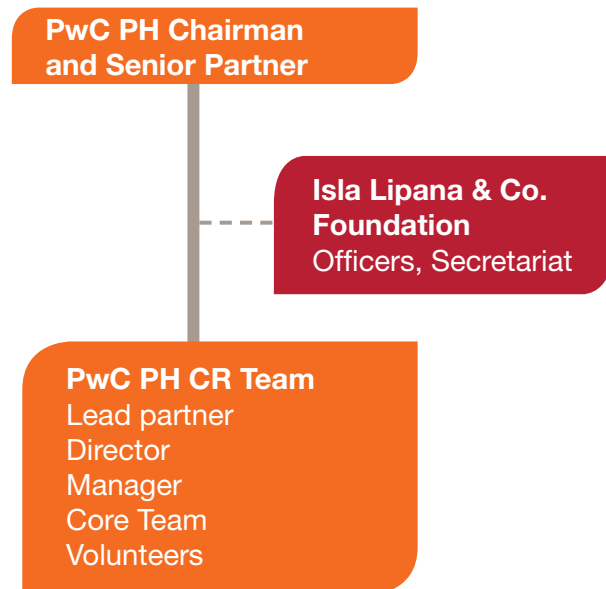 PwC PH Chairman
and Senior Partner
Isla Lipana & Co.
Foundation
Officers, Secretariat
PwC PH CR Team
Lead partner
Director
Manager
Core Team
Volunteers